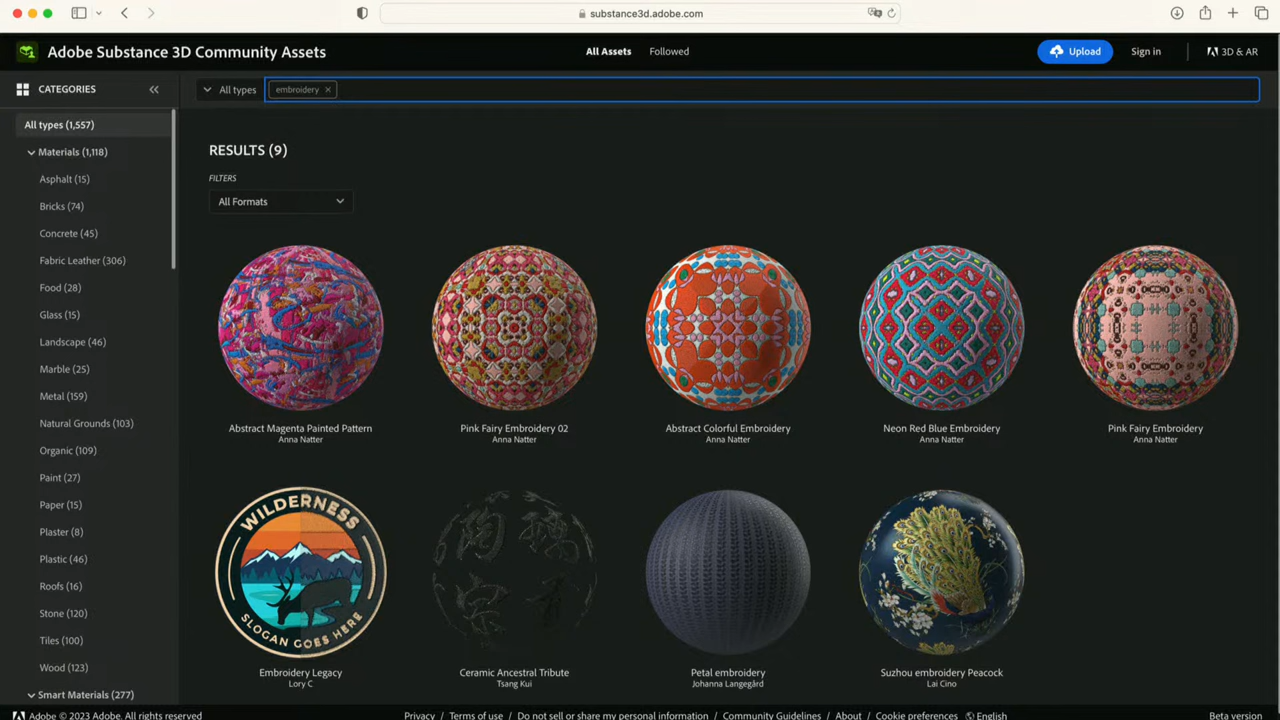 substance3d.adobe.com
Adobe Substance 3D Community Assets
All Assets
Followed
Upload
Sign in
3D & AR
CATEGORIES
All types
embroidery
All types (1,557)
Materials (1,118)
Asphalt (15)
Bricks (74)
Concrete (45)
Fabric Leather (306)
Food (28)
Glass (15)
Landscape (46)
Marble (25)
Metal (159)
Natural Grounds (103)
Organic (109)
Paint (27)
Paper (15)
Plaster (8)
Plastic (46)
Roofs (16)
Stone (120)
Tiles (100)
Wood (123)
Smart Materials (277)
RESULTS (9)
FILTERS
All Formats
Abstract Magenta Painted Pattern
Anna Natter
Pink Fairy Embroidery 02
Anna Natter
Abstract Colorful Embroidery
Anna Natter
Neon Red Blue Embroidery
Anna Natter
Pink Fairy Embroidery
Anna Natter
WILDERNESS
SLOGAN GOES HERE
Embroidery Legacy
Lory C
Ceramic Ancestral Tribute
Tsang Kui
Petal embroidery
Johanna Langegård
Suzhou embroidery Peacock
Lai Cino
Adobe © 2023 Adobe. All rights reserved
Privacy / Terms of use / Do not sell or share my personal information / Community Guidelines / About / Cookie preferences
English
Beta version